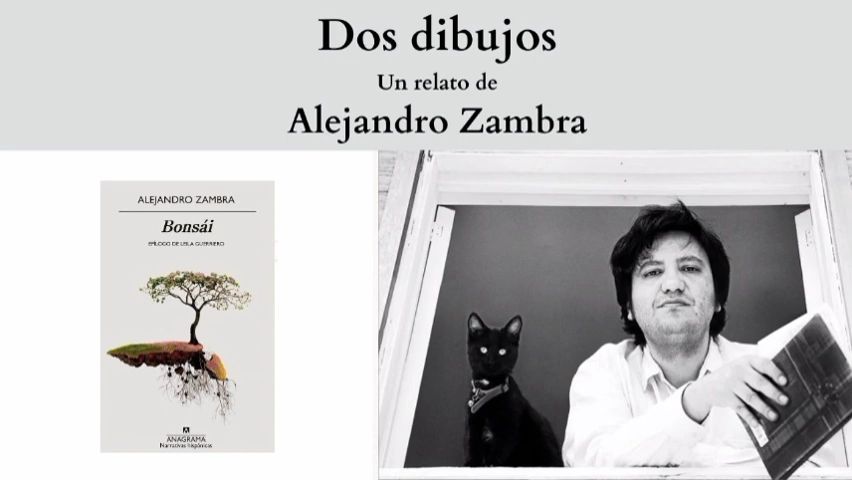 Dos dibujos
Un relato de
Alejandro Zambra
ALEJANDRO ZAMBRA
Bonsái
EPÍLOGO DE LEILA GUERRIERO
ANAGRAMA
Narrativas hispánicas